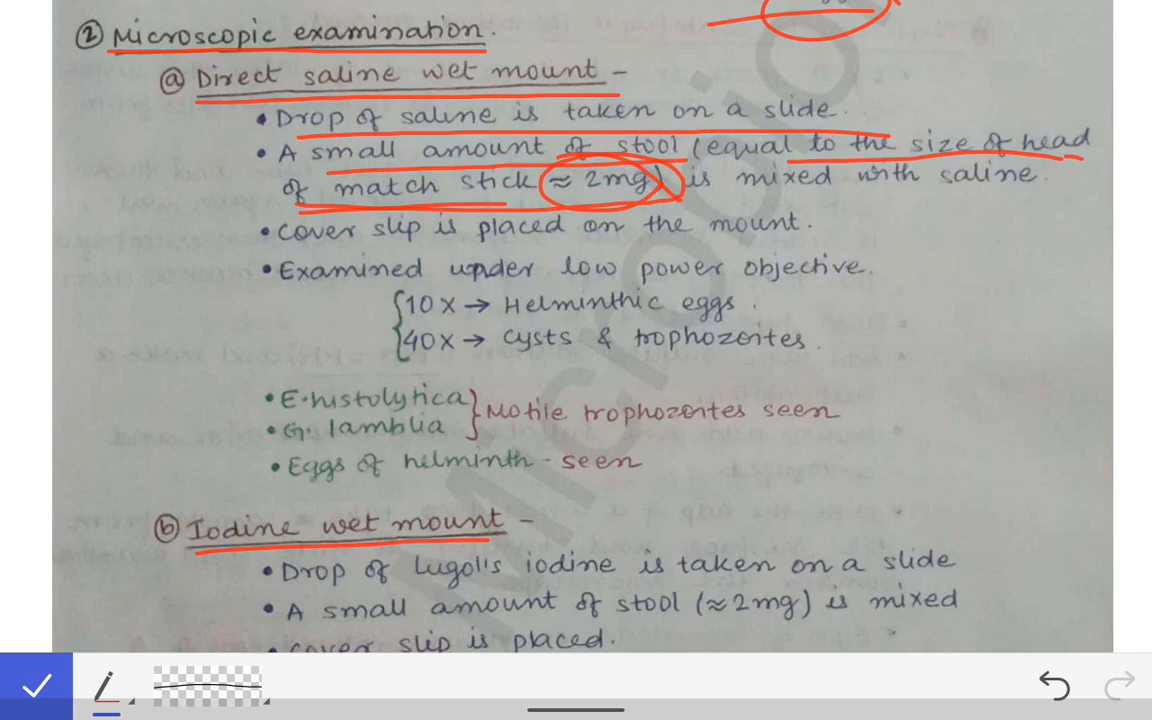 ② Microscopic examination.
ⓐ Direct saline wet mount -
• Drop of saline is taken on a slide.
• A small amount of stool (equal to the size of head
of match stick ≈ 2mg) is mixed with saline.
• Cover slip is placed on the mount.
• Examined under low power objective.
10 X → Helminthic eggs.
40X → Cysts & trophozoites.
• E. histolytica
• G. lamblia
Motile trophozoites seen
• Eggs of helminth - seen
ⓑ Iodine wet mount -
• Drop of Lugol's iodine is taken on a slide
• A small amount of stool (≈2mg) is mixed
• Cover slip is placed.
Micropi